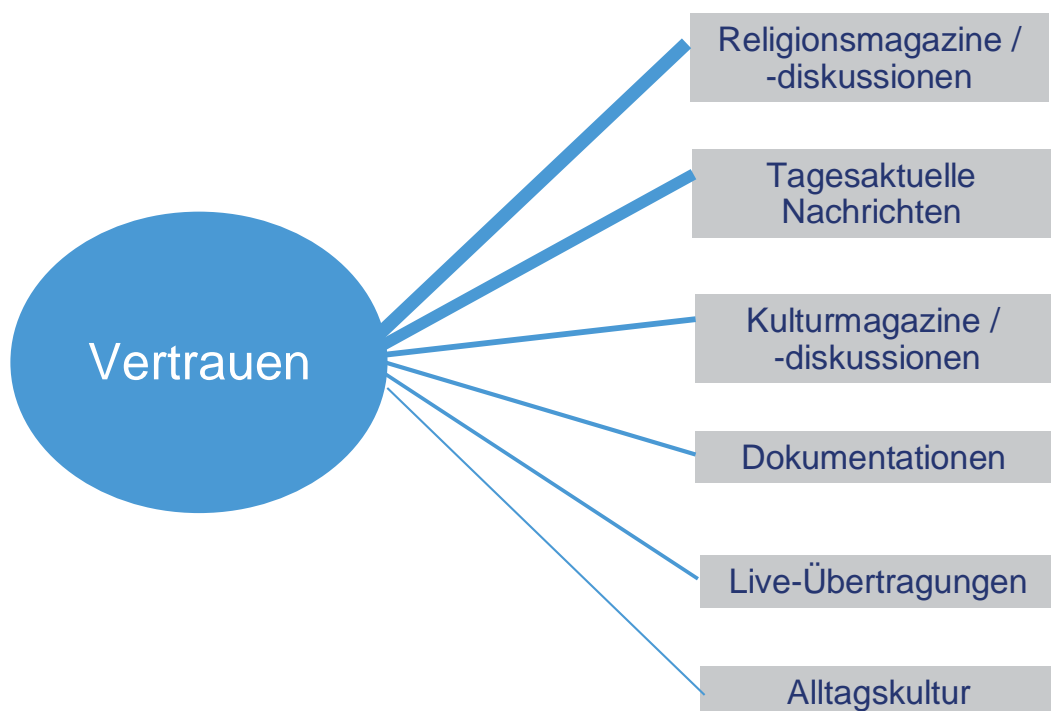 Religionsmagazine /
-diskussionen
Tagesaktuelle
Nachrichten
Vertrauen
Kulturmagazine /
-diskussionen
Dokumentationen
Live-Übertragungen
Alltagskultur